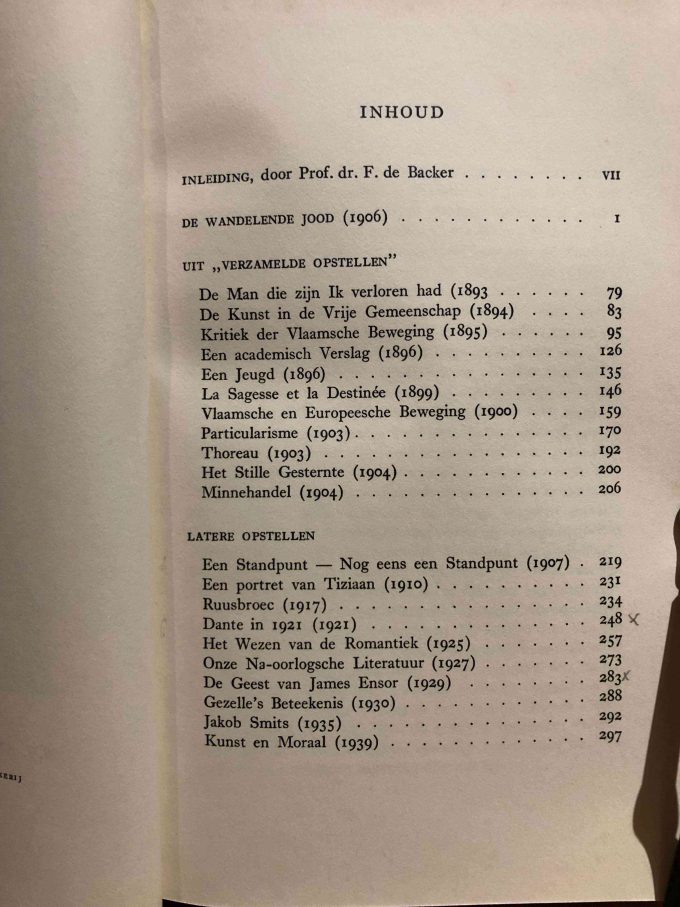 INHOUD
INLEIDING, door Prof. dr. F. de Backer . . . . . . . . VII
DE WANDELENDE JOOD (1906) . . . . . . . . . . . . 1
UIT „VERZAMELDE OPSTELLEN”
De Man die zijn Ik verloren had (1893 . . . . . . 79
De Kunst in de Vrije Gemeenschap (1894) . . . . 83
Kritiek der Vlaamsche Beweging (1895) . . . . . . 95
Een academisch Verslag (1896) . . . . . . . . . . 126
Een Jeugd (1896) . . . . . . . . . . . . . . . 135
La Sagesse et la Destinée (1899) . . . . . . . . . 146
Vlaamsche en Europeesche Beweging (1900) . . . . 159
Particularisme (1903) . . . . . . . . . . . . . . 170
Thoreau (1903) . . . . . . . . . . . . . . . . 192
Het Stille Gesternte (1904) . . . . . . . . . . . . 200
Minnehandel (1904) . . . . . . . . . . . . . . 206
LATERE OPSTELLEN
Een Standpunt — Nog eens een Standpunt (1907) . 219
Een portret van Tiziaan (1910) . . . . . . . . . . 231
Ruusbroec (1917) . . . . . . . . . . . . . . . 234
Dante in 1921 (1921) . . . . . . . . . . . . . . 248 x
Het Wezen van de Romantiek (1925) . . . . . . . 257
Onze Na-oorlogsche Literatuur (1927) . . . . . . . 273
De Geest van James Ensor (1929) . . . . . . . . 283 x
Gezelle's Beteekenis (1930) . . . . . . . . . . . . 288
Jakob Smits (1935) . . . . . . . . . . . . . . 292
Kunst en Moraal (1939) . . . . . . . . . . . . 297